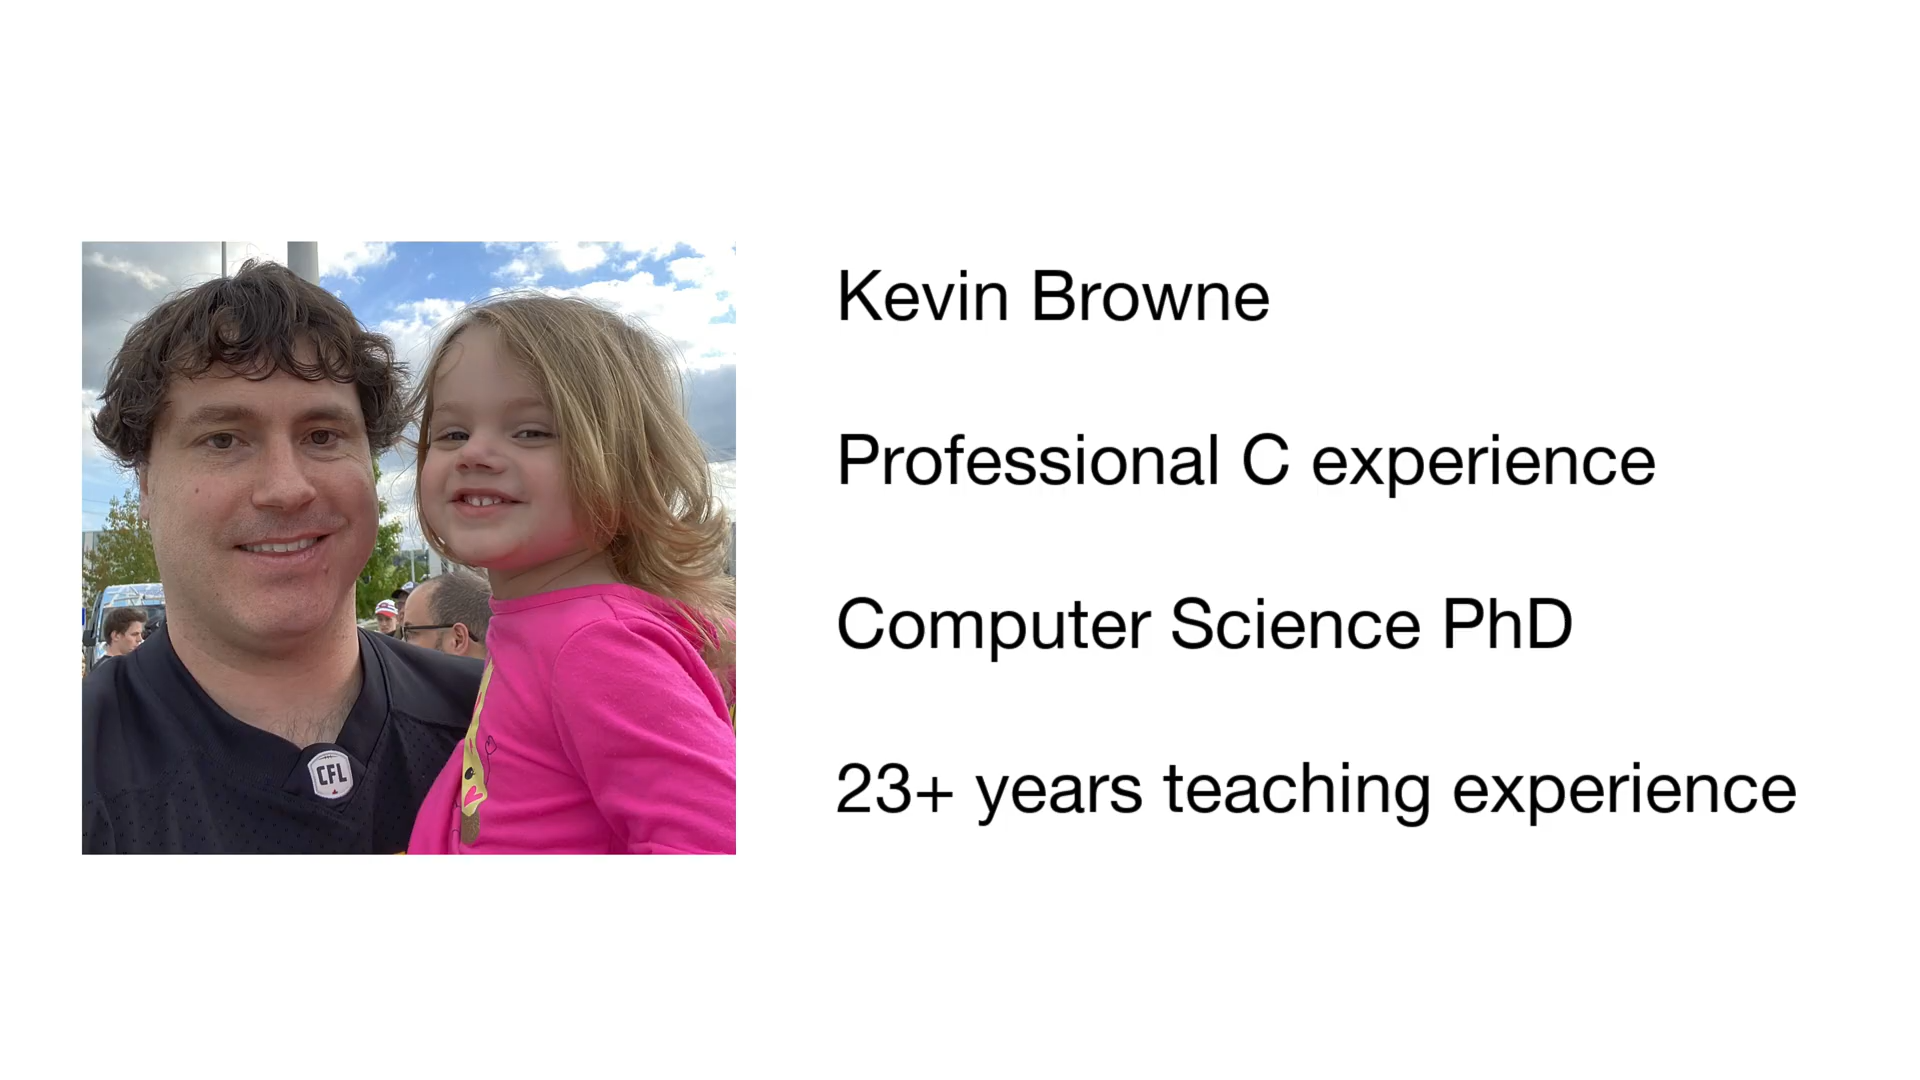 Kevin Browne
Professional C experience
Computer Science PhD
23+ years teaching experience
CFL